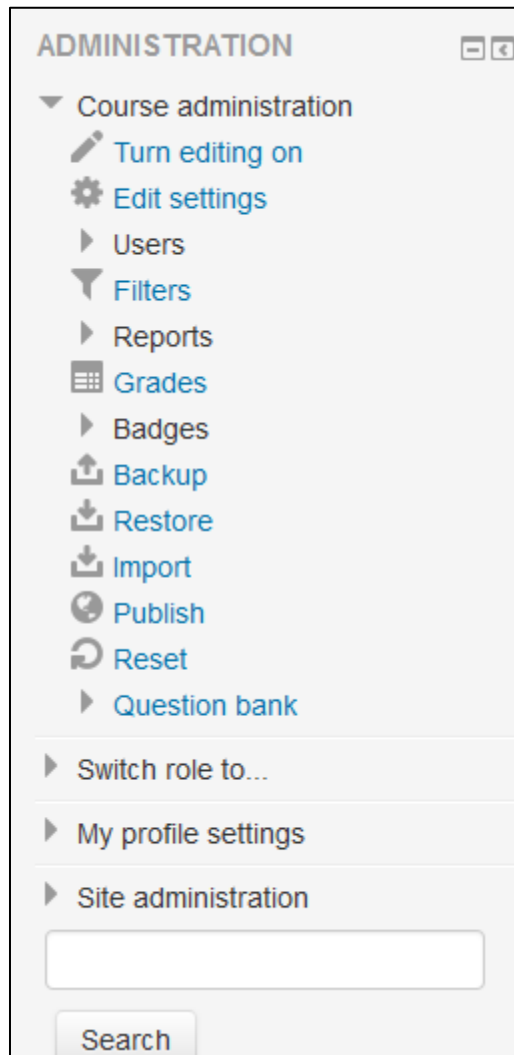 ADMINISTRATION
Course administration
Turn editing on
Edit settings
Users
Filters
Reports
Grades
Badges
Backup
Restore
Import
Publish
Reset
Question bank
Switch role to...
My profile settings
Site administration
Search